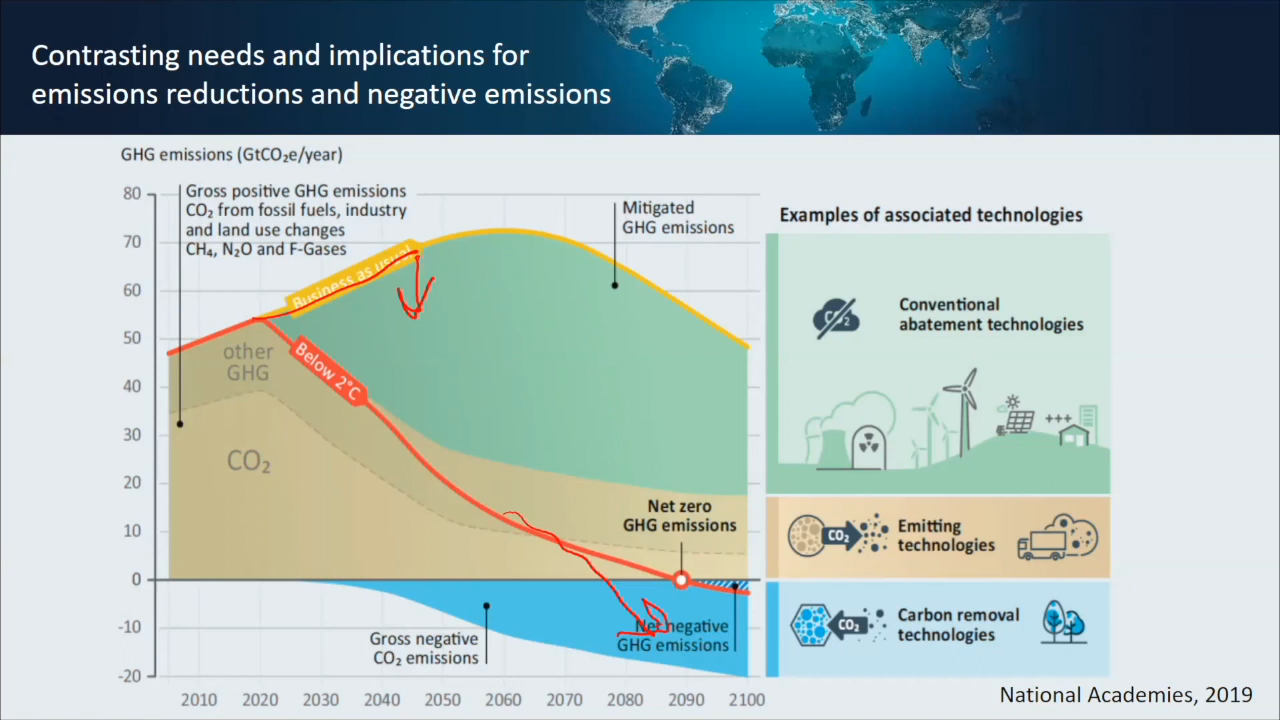 Contrasting needs and implications for
emissions reductions and negative emissions
GHG emissions (GtCO₂e/year)
80
70
60
50
40
30
20
10
0
-10
-20
Gross positive GHG emissions
CO₂ from fossil fuels, industry
and land use changes
CH₄, N₂O and F-Gases
Business as usual
Mitigated
GHG emissions
Below 2°C
other
GHG
CO₂
Net zero
GHG emissions
Gross negative
CO₂ emissions
Net negative
GHG emissions
2010 2020 2030 2040 2050 2060 2070 2080 2090 2100
Examples of associated technologies
CO₂
Conventional
abatement technologies
+++
CO₂
Emitting
technologies
CO₂
Carbon removal
technologies
National Academies, 2019